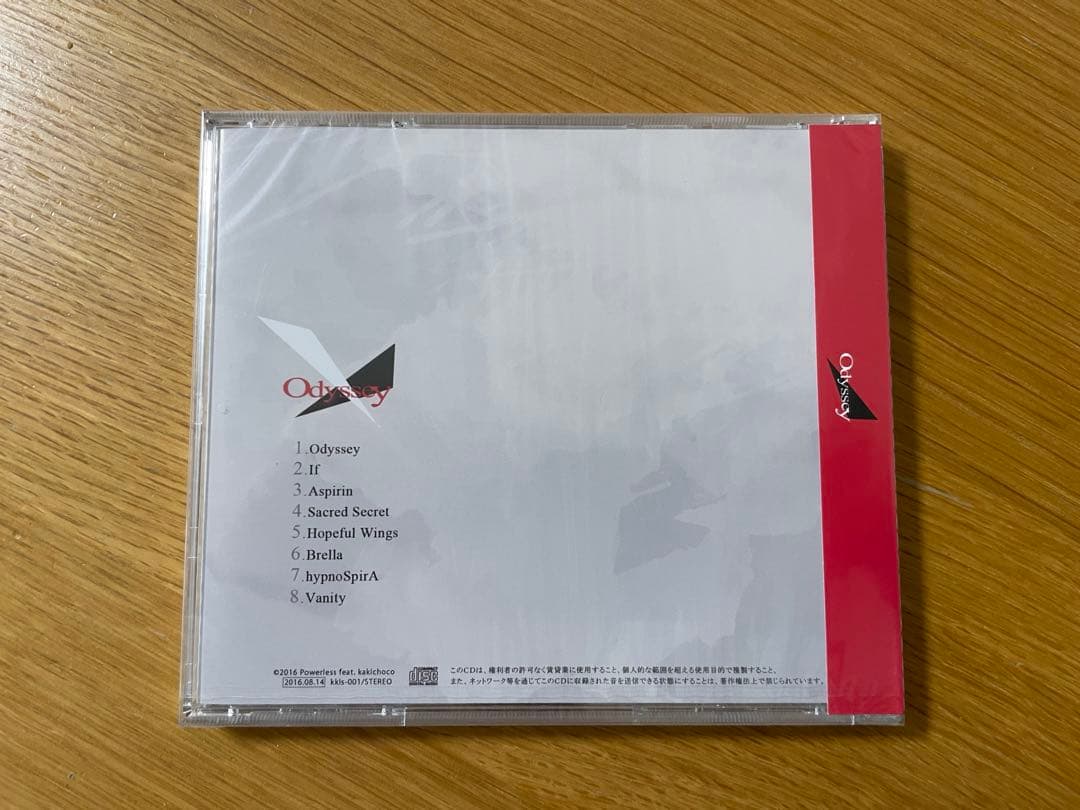 Odyssey
1.Odyssey
2.If
3.Aspirin
4.Sacred Secret
5.Hopeful Wings
6.Brella
7.hypnoSpirA
8.Vanity
©2016 Powerless feat. kakichoco
2016.08.14 kkls-001/STEREO
COMPACT disc DIGITAL AUDIO
このCDは、権利者の許可なく賃貸業に使用すること、個人的な範囲を超える使用目的で複製すること、
また、ネットワーク等を通じてこのCDに収録された音を送信できる状態にすることは、著作権法上で禁じられています。
Odyssey